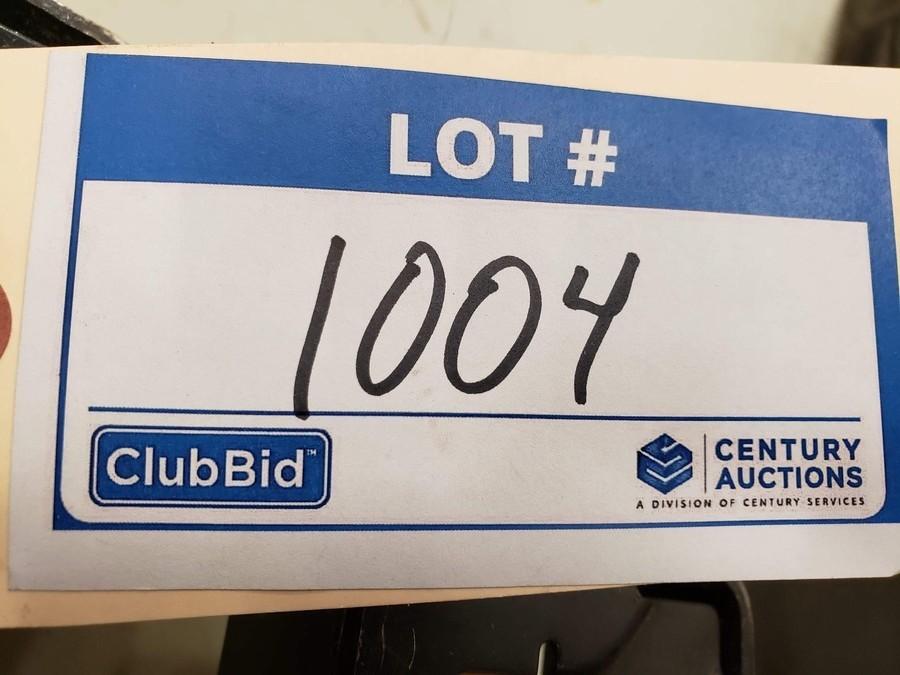 LOT #
1004
ClubBid™
CENTURY
AUCTIONS
A DIVISION OF CENTURY SERVICES